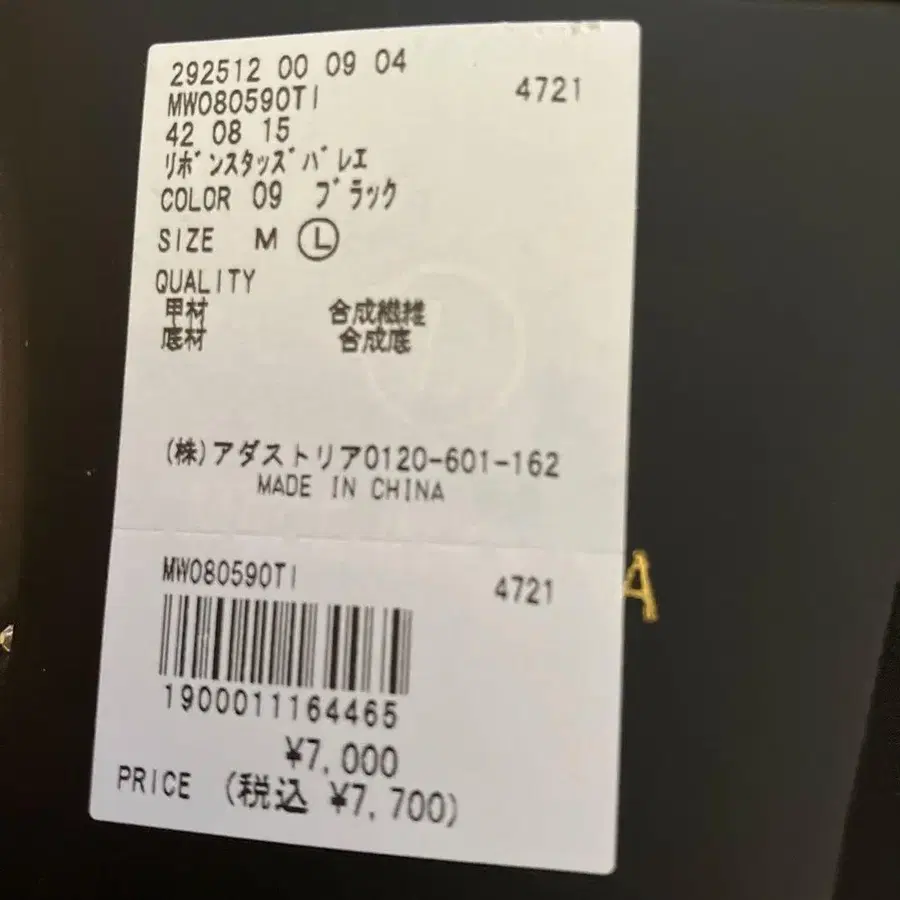 292512 00 09 04
MW080590TI 4721
42 08 15
ﾘﾎﾞﾝｽﾀｯｽﾞﾊﾞﾚｴ
COLOR 09 ﾌﾞﾗｯｸ
SIZE M Ⓛ
QUALITY
甲材 合成繊維
底材 合成底
(株)アダストリア0120-601-162
MADE IN CHINA
MW080590TI 4721
A
1900011164465
¥7,000
PRICE (税込 ¥7,700)